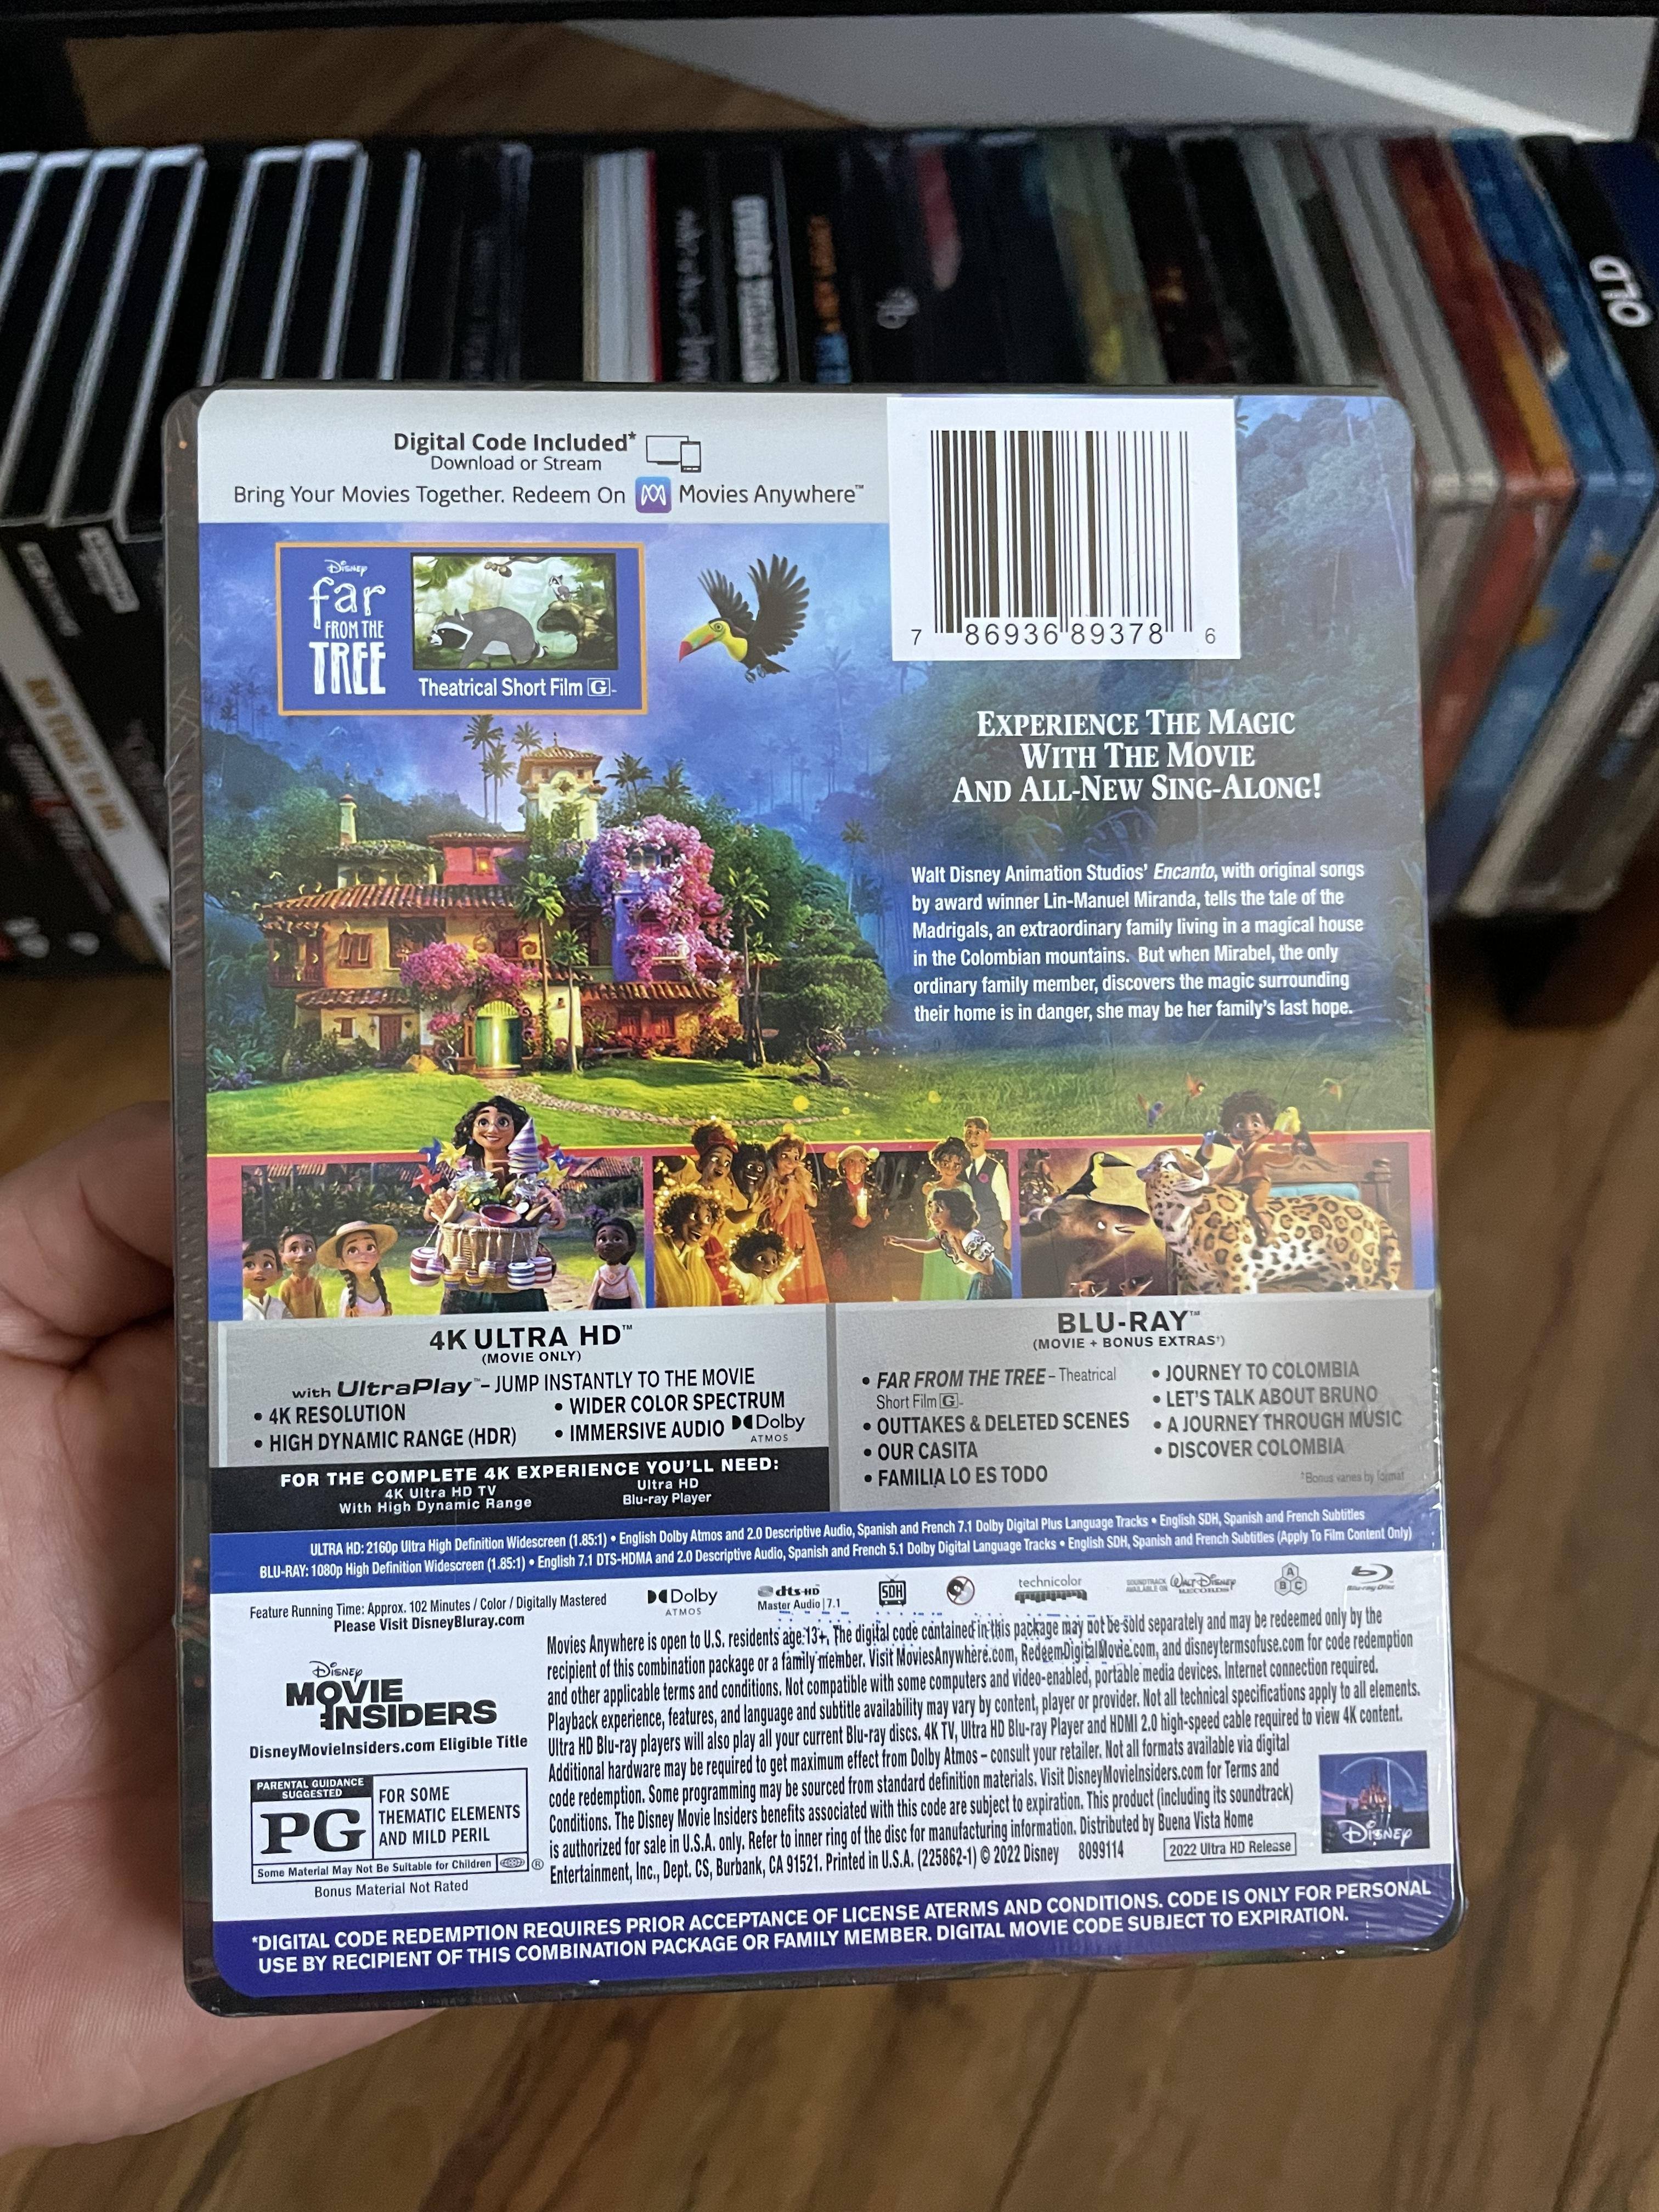 OLD
Digital Code Included*
Download or Stream
Bring Your Movies Together. Redeem On Movies Anywhere™
7 86936 89378 6
Disney
far
FROM THE
TREE
Theatrical Short Film G
EXPERIENCE THE MAGIC
WITH THE MOVIE
AND ALL-NEW SING-ALONG!
Walt Disney Animation Studios' Encanto, with original songs
by award winner Lin-Manuel Miranda, tells the tale of the
Madrigals, an extraordinary family living in a magical house
in the Colombian mountains. But when Mirabel, the only
ordinary family member, discovers the magic surrounding
their home is in danger, she may be her family's last hope.
4K ULTRA HD™
(MOVIE ONLY)
with UltraPlay™ – JUMP INSTANTLY TO THE MOVIE
• 4K RESOLUTION
• HIGH DYNAMIC RANGE (HDR)
• WIDER COLOR SPECTRUM
• IMMERSIVE AUDIO Dolby
ATMOS
FOR THE COMPLETE 4K EXPERIENCE YOU'LL NEED:
4K Ultra HD TV
With High Dynamic Range
Ultra HD
Blu-ray Player
BLU-RAY™
(MOVIE + BONUS EXTRAS†)
• FAR FROM THE TREE – Theatrical
Short Film G
• OUTTAKES & DELETED SCENES
• OUR CASITA
• FAMILIA LO ES TODO
• JOURNEY TO COLOMBIA
• LET'S TALK ABOUT BRUNO
• A JOURNEY THROUGH MUSIC
• DISCOVER COLOMBIA
†Bonus varies by format
ULTRA HD: 2160p Ultra High Definition Widescreen (1.85:1) • English Dolby Atmos and 2.0 Descriptive Audio, Spanish and French 7.1 Dolby Digital Plus Language Tracks • English SDH, Spanish and French Subtitles
BLU-RAY: 1080p High Definition Widescreen (1.85:1) • English 7.1 DTS-HDMA and 2.0 Descriptive Audio, Spanish and French 5.1 Dolby Digital Language Tracks • English SDH, Spanish and French Subtitles (Apply To Film Content Only)
Feature Running Time: Approx. 102 Minutes / Color / Digitally Mastered
Please Visit DisneyBluray.com
Dolby
ATMOS
dts-HD
Master Audio | 7.1
SDH
technicolor
SOUNDTRACK
AVAILABLE ON
WALT DISNEY
RECORDS
A
B C
Blu-ray Disc
Disney
MOVIE
INSIDERS
DisneyMovieInsiders.com Eligible Title
PARENTAL GUIDANCE
SUGGESTED
PG
FOR SOME
THEMATIC ELEMENTS
AND MILD PERIL
Some Material May Not Be Suitable for Children ®
Bonus Material Not Rated
Movies Anywhere is open to U.S. residents age 13+. The digital code contained in this package may not be sold separately and may be redeemed only by the
recipient of this combination package or a family member. Visit MoviesAnywhere.com, RedeemDigitalMovie.com, and disneytermsofuse.com for code redemption
and other applicable terms and conditions. Not compatible with some computers and video-enabled, portable media devices. Internet connection required.
Playback experience, features, and language and subtitle availability may vary by content, player or provider. Not all technical specifications apply to all elements.
Ultra HD Blu-ray players will also play all your current Blu-ray discs. 4K TV, Ultra HD Blu-ray Player and HDMI 2.0 high-speed cable required to view 4K content.
Additional hardware may be required to get maximum effect from Dolby Atmos – consult your retailer. Not all formats available via digital
code redemption. Some programming may be sourced from standard definition materials. Visit DisneyMovieInsiders.com for Terms and
Conditions. The Disney Movie Insiders benefits associated with this code are subject to expiration. This product (including its soundtrack)
is authorized for sale in U.S.A. only. Refer to inner ring of the disc for manufacturing information. Distributed by Buena Vista Home
Entertainment, Inc., Dept. CS, Burbank, CA 91521. Printed in U.S.A. (225862-1) © 2022 Disney 8099114
2022 Ultra HD Release
Disney
*DIGITAL CODE REDEMPTION REQUIRES PRIOR ACCEPTANCE OF LICENSE ATERMS AND CONDITIONS. CODE IS ONLY FOR PERSONAL
USE BY RECIPIENT OF THIS COMBINATION PACKAGE OR FAMILY MEMBER. DIGITAL MOVIE CODE SUBJECT TO EXPIRATION.